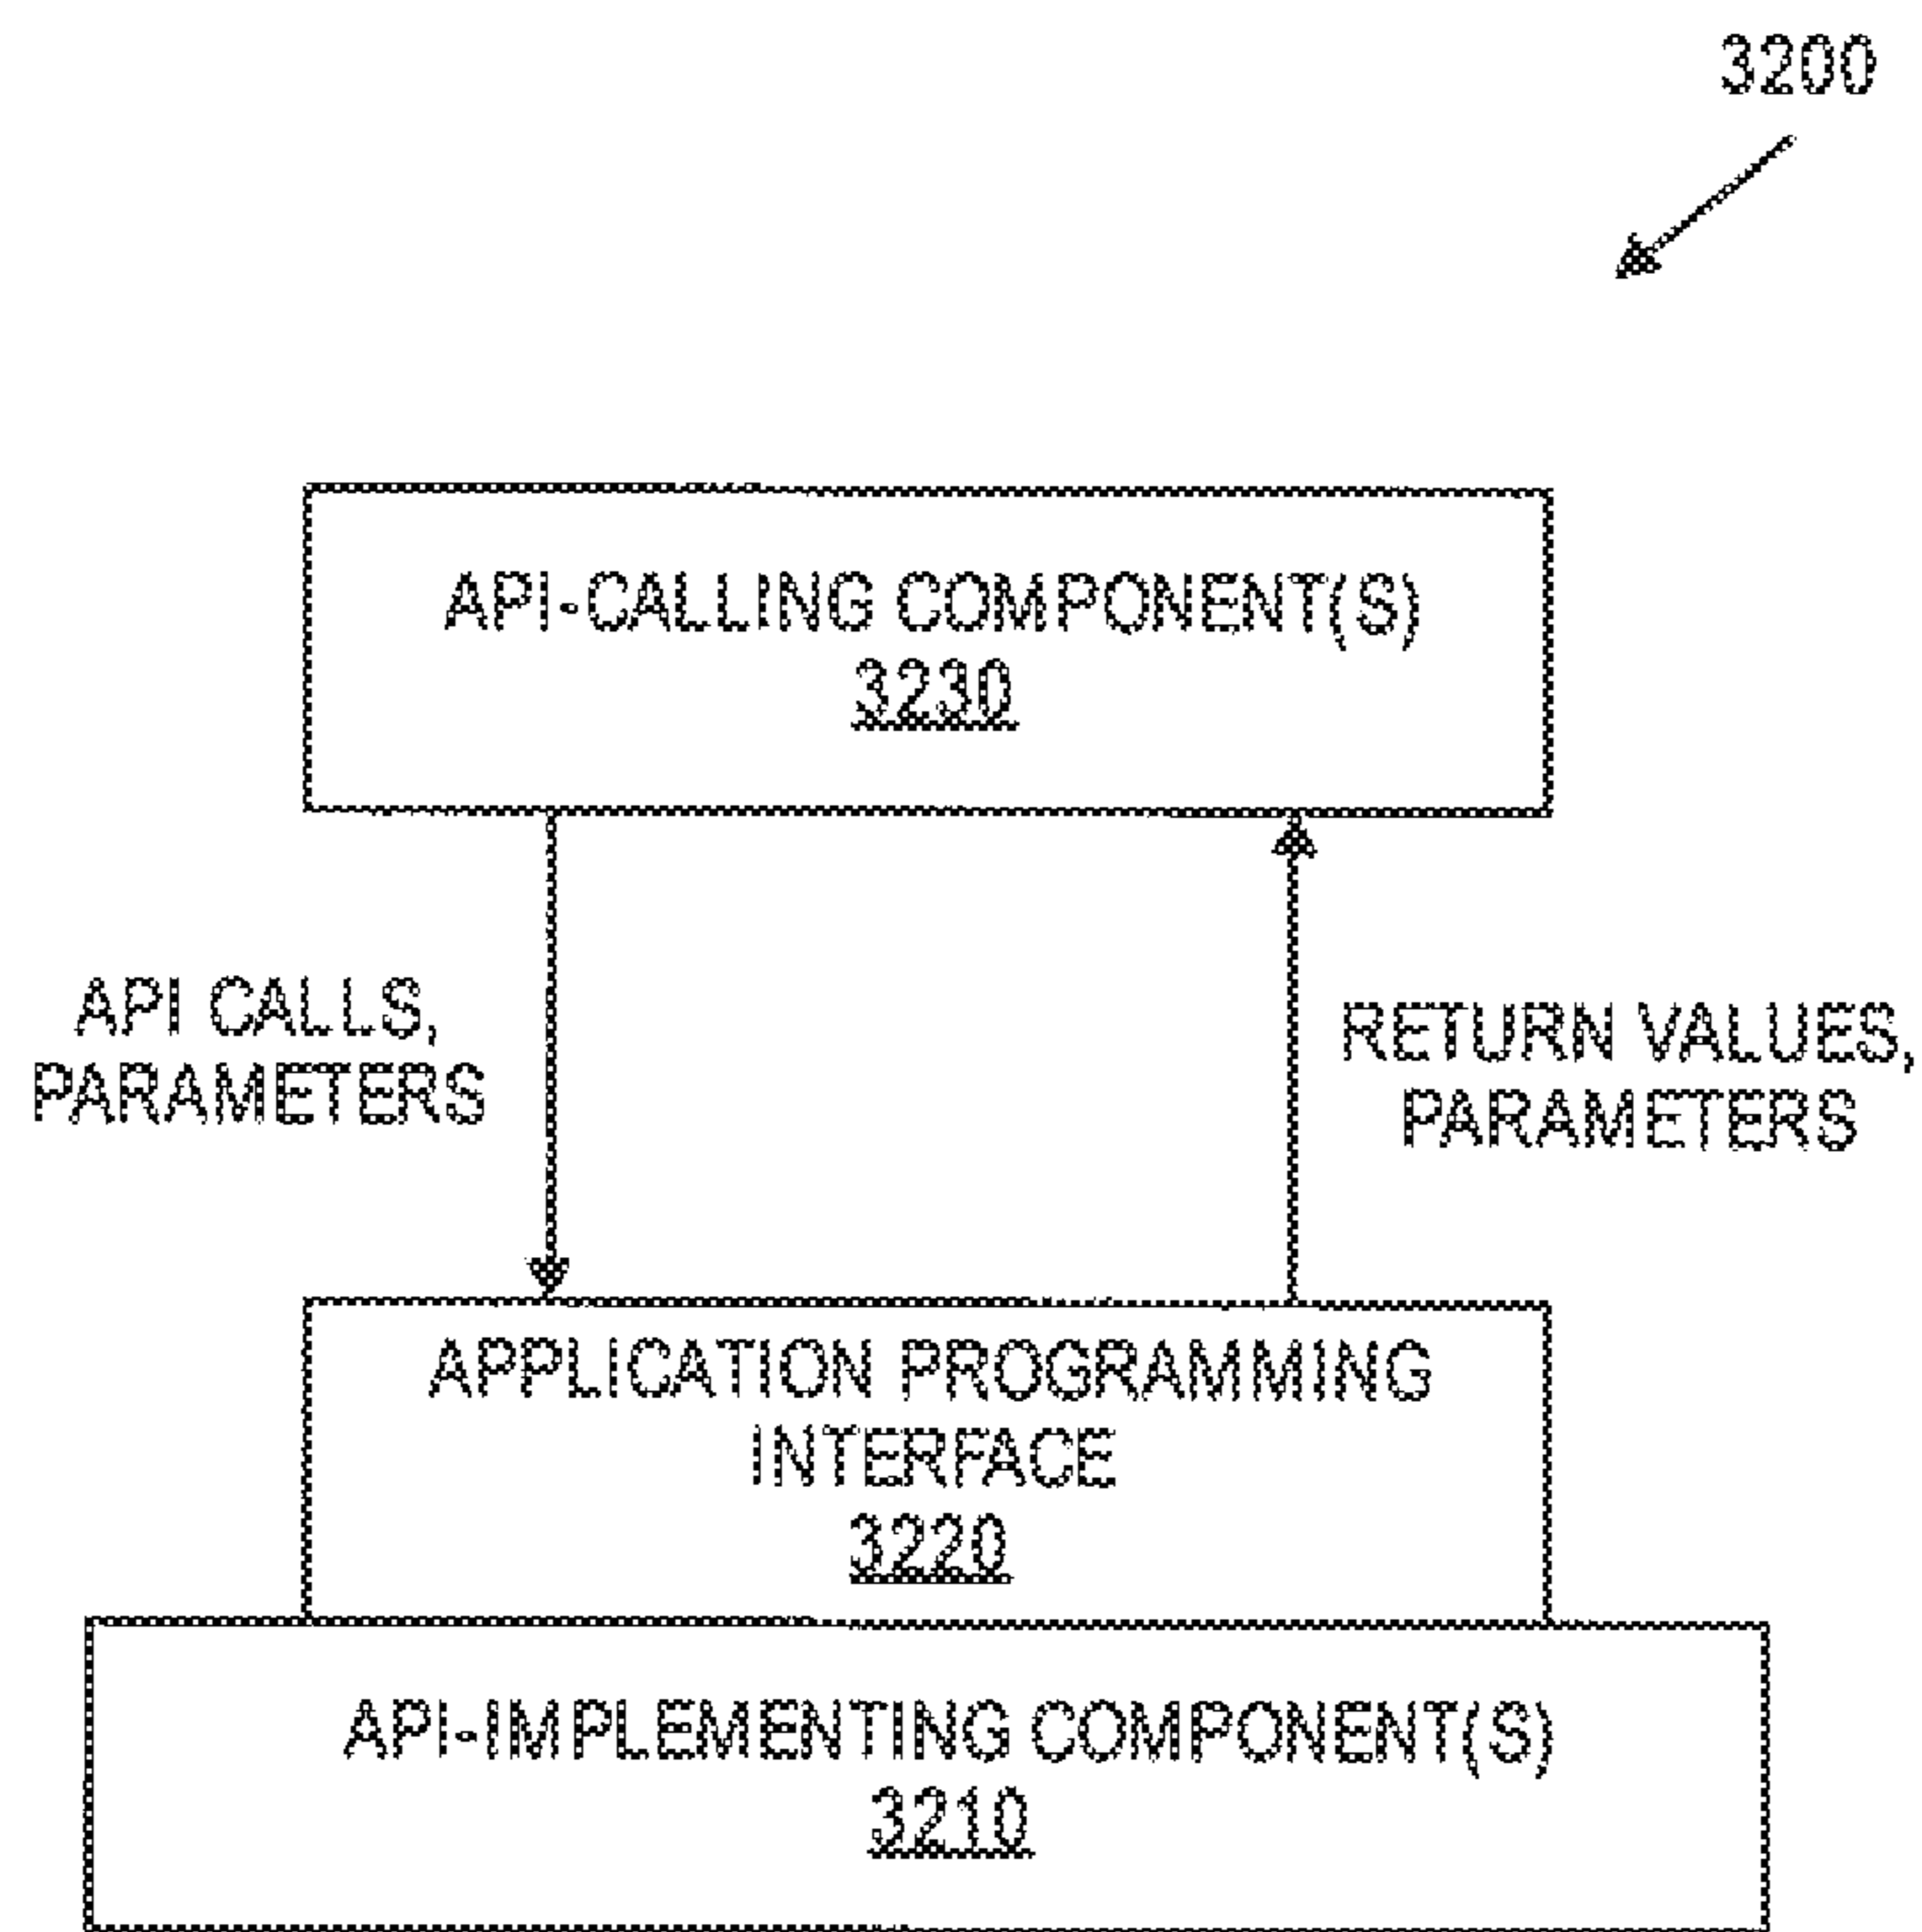 3200
API-CALLING COMPONENT(S)
3230
API CALLS,
PARAMETERS
RETURN VALUES,
PARAMETERS
APPLICATION PROGRAMMING
INTERFACE
3220
API-IMPLEMENTING COMPONENT(S)
3210